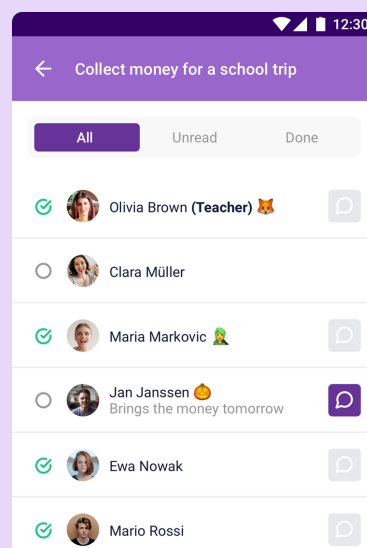 12:30
Collect money for a school trip
All Unread Done
Olivia Brown (Teacher) 🦊
Clara Müller
Maria Markovic 🧝‍♀️
Jan Janssen 🎃
Brings the money tomorrow
Ewa Nowak
Mario Rossi